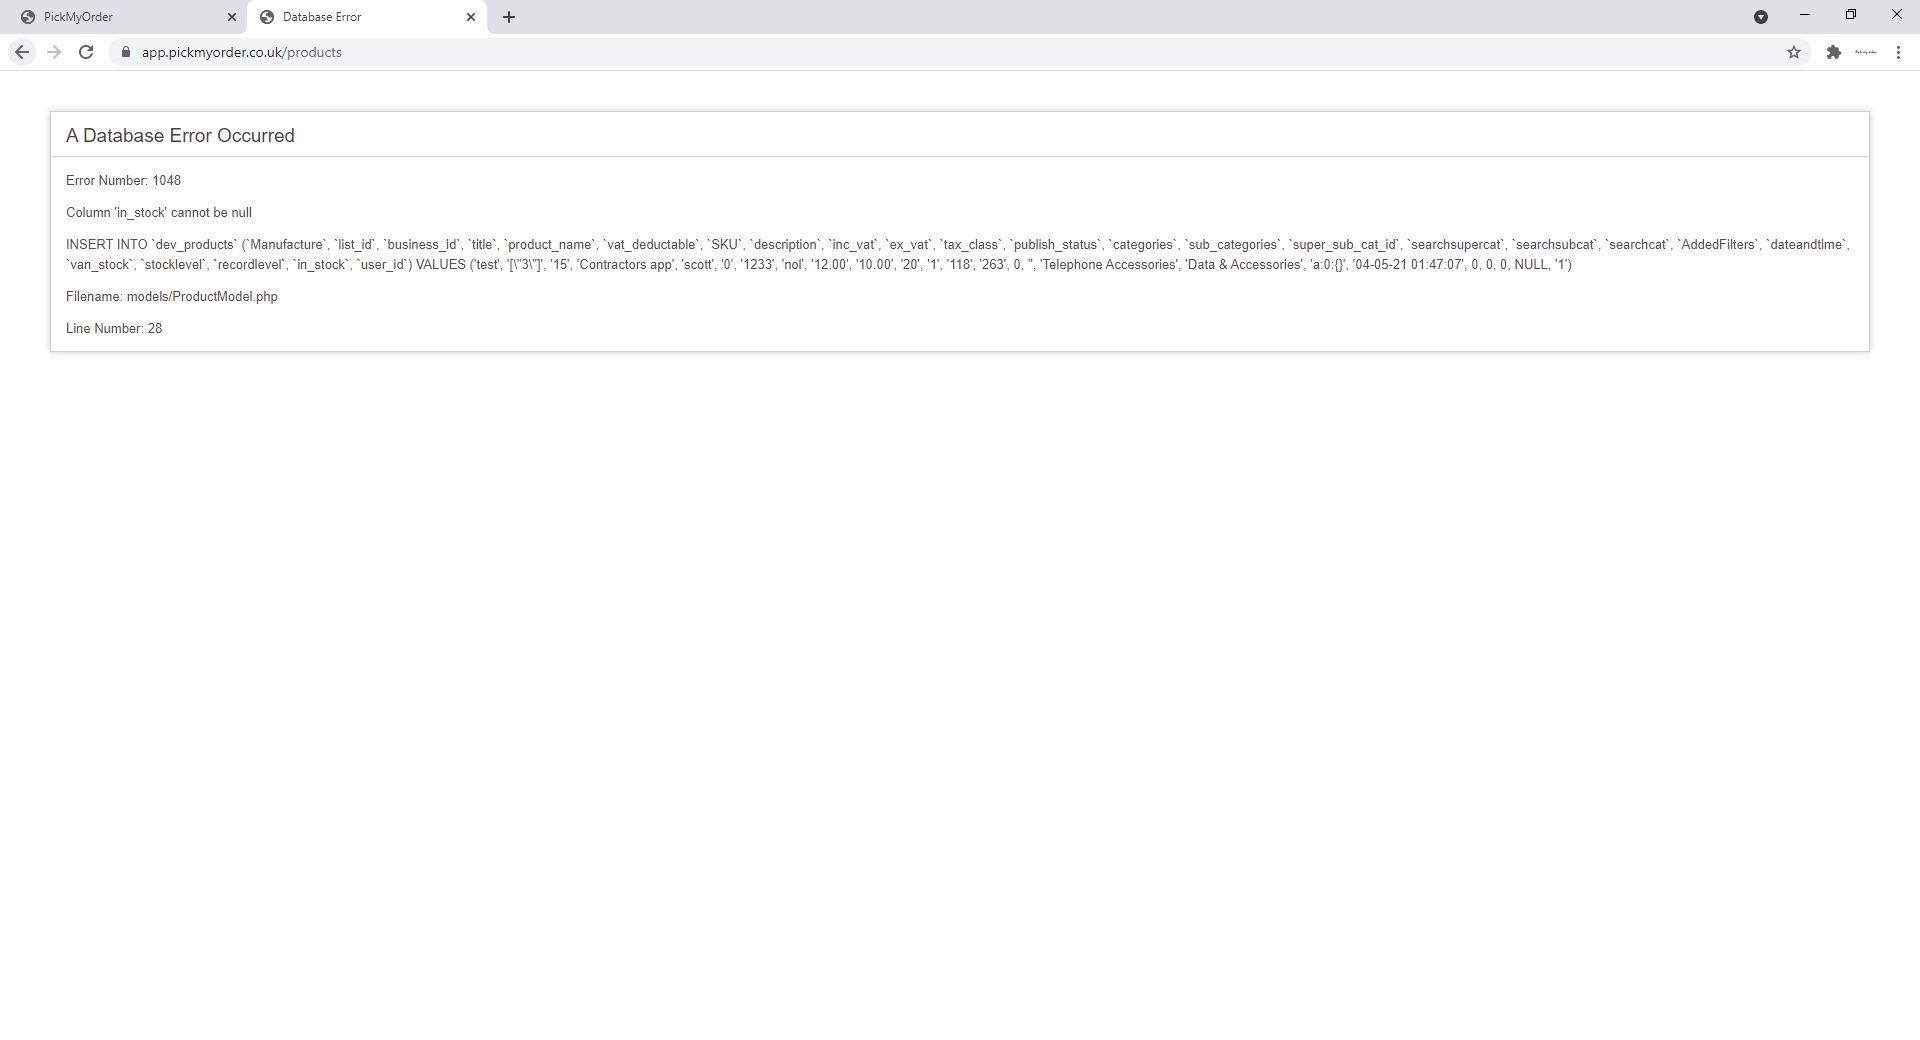 PickMyOrder
Database Error
app.pickmyorder.co.uk/products
Pick my order
A Database Error Occurred
Error Number: 1048
Column 'in_stock' cannot be null
INSERT INTO `dev_products` (`Manufacture`, `list_id`, `business_id`, `title`, `product_name`, `vat_deductable`, `SKU`, `description`, `inc_vat`, `ex_vat`, `tax_class`, `publish_status`, `categories`, `sub_categories`, `super_sub_cat_id`, `searchsupercat`, `searchsubcat`, `searchcat`, `AddedFilters`, `dateandtime`,
`van_stock`, `stocklevel`, `recordlevel`, `in_stock`, `user_id`) VALUES ('test', '[\"3\"]', '15', 'Contractors app', 'scott', '0', '1233', 'nol', '12.00', '10.00', '20', '1', '118', '263', 0, '', 'Telephone Accessories', 'Data & Accessories', 'a:0:{}', '04-05-21 01:47:07', 0, 0, 0, NULL, '1')
Filename: models/ProductModel.php
Line Number: 28